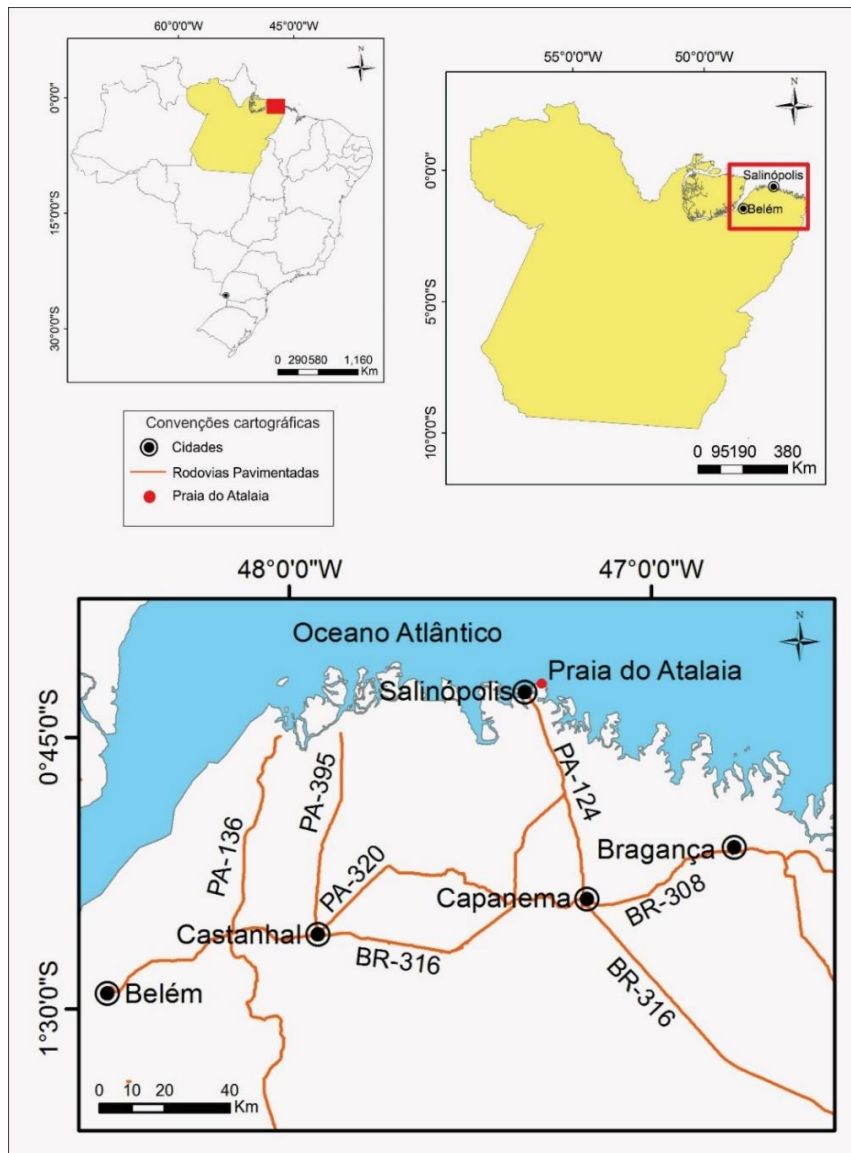 60°0'0"W 45°0'0"W
N
0°0'0"
15°0'0"S
30°0'0"S
0 290580 1,160
Km
55°0'0"W 50°0'0"W
N
0°0'0"
5°0'0"S
10°0'0"S
Salinópolis
Belém
0 95190 380
Km
Convenções cartográficas
Cidades
Rodovias Pavimentadas
Praia do Atalaia
48°0'0"W 47°0'0"W
N
Oceano Atlântico
Praia do Atalaia
Salinópolis
0°45'0"S
PA-136
PA-395
PA-124
PA-320
Bragança
Capanema
BR-308
Castanhal
BR-316
BR-316
Belém
1°30'0"S
0 10 20 40
Km